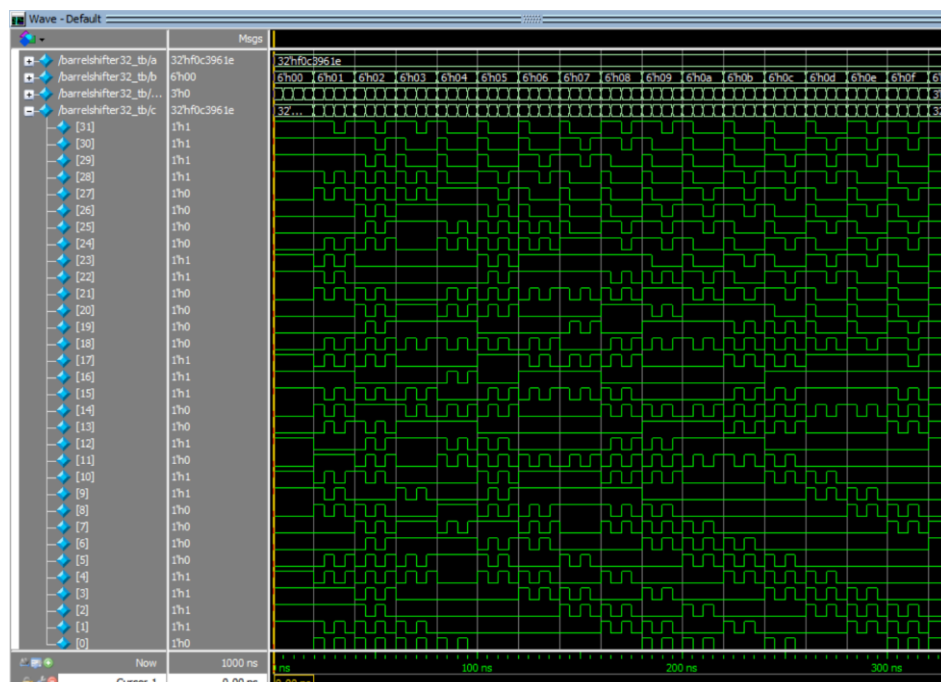 Wave - Default
Msgs
/barrelshifter32_tb/a 32'hf0c3961e 32'hf0c3961e
/barrelshifter32_tb/b 6'h00 6'h00 6'h01 6'h02 6'h03 6'h04 6'h05 6'h06 6'h07 6'h08 6'h09 6'h0a 6'h0b 6'h0c 6'h0d 6'h0e 6'h0f
/barrelshifter32_tb/... 3'h0
/barrelshifter32_tb/c 32'hf0c3961e 32'...
[31] 1'h1
[30] 1'h1
[29] 1'h1
[28] 1'h1
[27] 1'h0
[26] 1'h0
[25] 1'h0
[24] 1'h0
[23] 1'h1
[22] 1'h1
[21] 1'h0
[20] 1'h0
[19] 1'h0
[18] 1'h0
[17] 1'h1
[16] 1'h1
[15] 1'h1
[14] 1'h0
[13] 1'h0
[12] 1'h1
[11] 1'h0
[10] 1'h1
[9] 1'h1
[8] 1'h0
[7] 1'h0
[6] 1'h0
[5] 1'h0
[4] 1'h1
[3] 1'h1
[2] 1'h1
[1] 1'h1
[0] 1'h0
Now 1000 ns ns 100 ns 200 ns 300 ns
Cursor 1 0.00 ns 0.00 ns